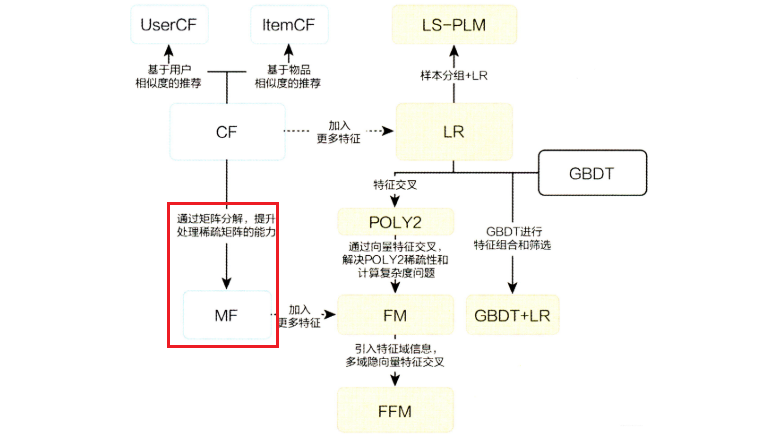 UserCF
ItemCF
LS-PLM
基于用户
相似度的推荐
基于物品
相似度的推荐
样本分组+LR
CF
加入
更多特征
LR
GBDT
特征交叉
通过矩阵分解，提升
处理稀疏矩阵的能力
POLY2
GBDT进行
特征组合和筛选
通过向量特征交叉，
解决POLY2稀疏性和
计算复杂度问题
MF
加入
更多特征
FM
GBDT+LR
引入特征域信息，
多域隐向量特征交叉
FFM